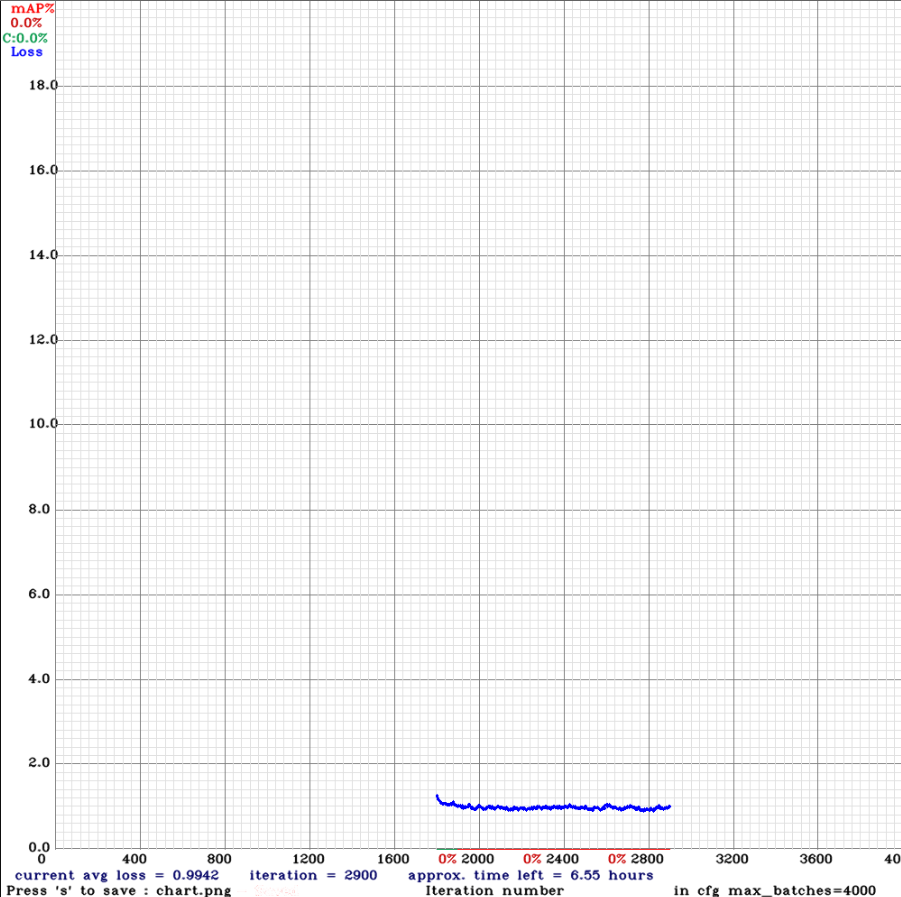 mAP%
0.0%
C:0.0%
Loss
18.0
16.0
14.0
12.0
10.0
8.0
6.0
4.0
2.0
0.0
0 400 800 1200 1600 0% 2000 0% 2400 0% 2800 3200 3600 40
current avg loss = 0.9942 iteration = 2900 approx. time left = 6.55 hours
Press 's' to save : chart.png Iteration number in cfg max_batches=4000